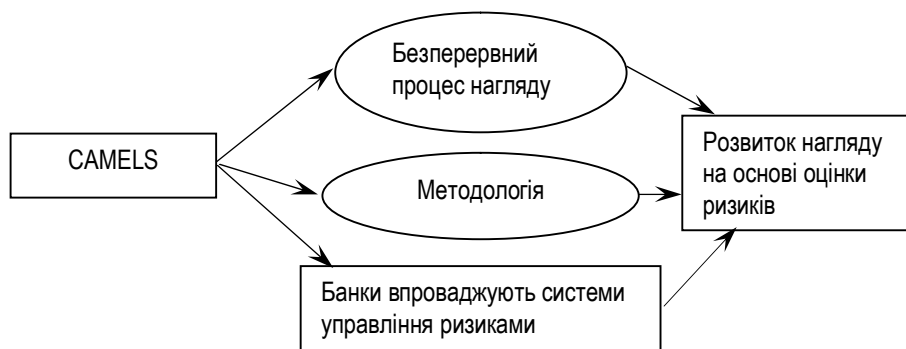 Безперервний
процес нагляду
CAMELS
Розвиток нагляду
на основі оцінки
ризиків
Методологія
Банки впроваджують системи
управління ризиками